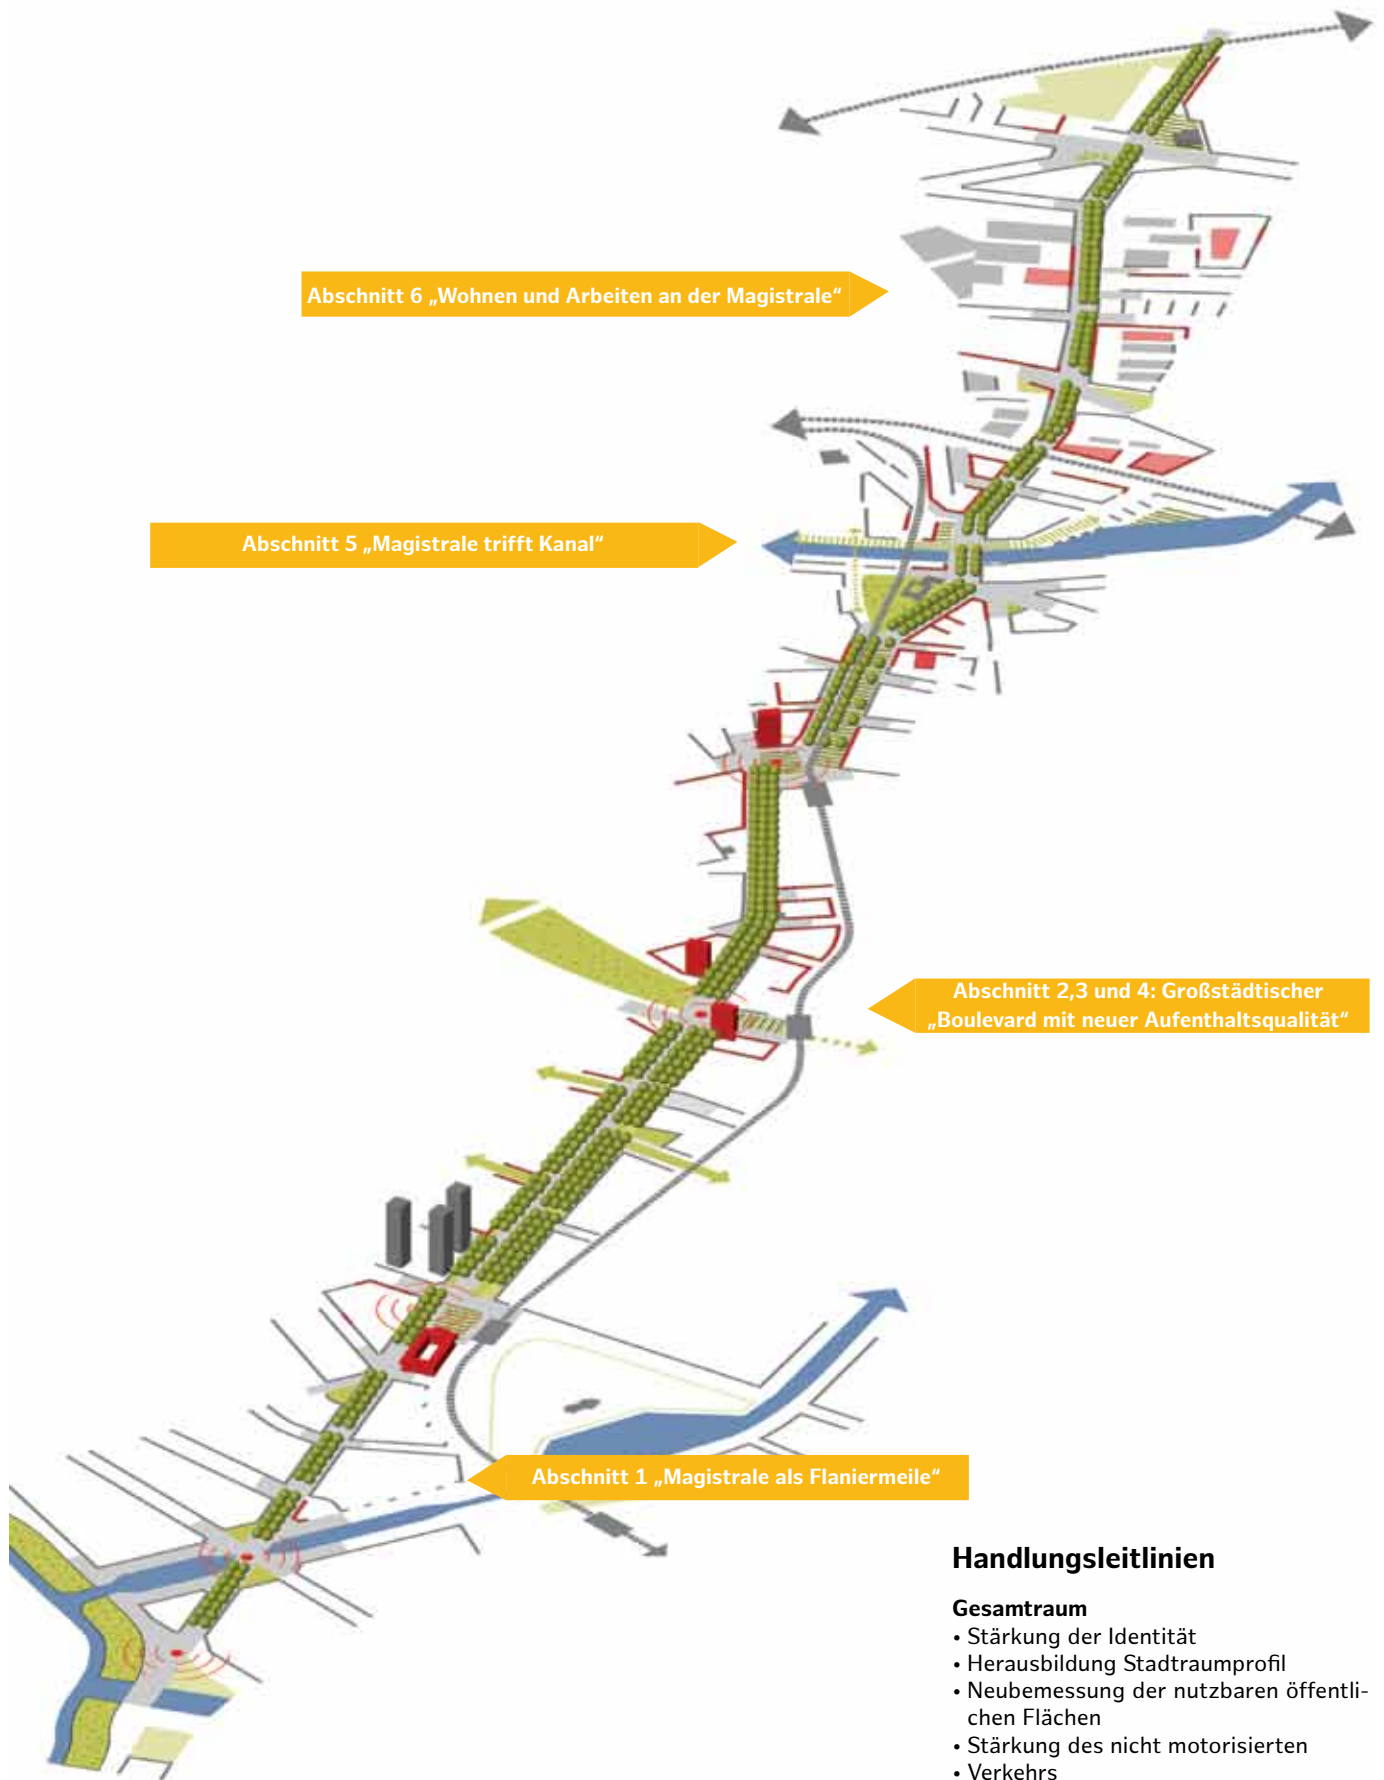 Abschnitt 6 „Wohnen und Arbeiten an der Magistrale“
Abschnitt 5 „Magistrale trifft Kanal“
Abschnitt 2,3 und 4: Großstädtischer
„Boulevard mit neuer Aufenthaltsqualität“
Abschnitt 1 „Magistrale als Flaniermeile“
Handlungsleitlinien
Gesamtraum
• Stärkung der Identität
• Herausbildung Stadtraumprofil
• Neubemessung der nutzbaren öffentli-
chen Flächen
• Stärkung des nicht motorisierten
• Verkehrs